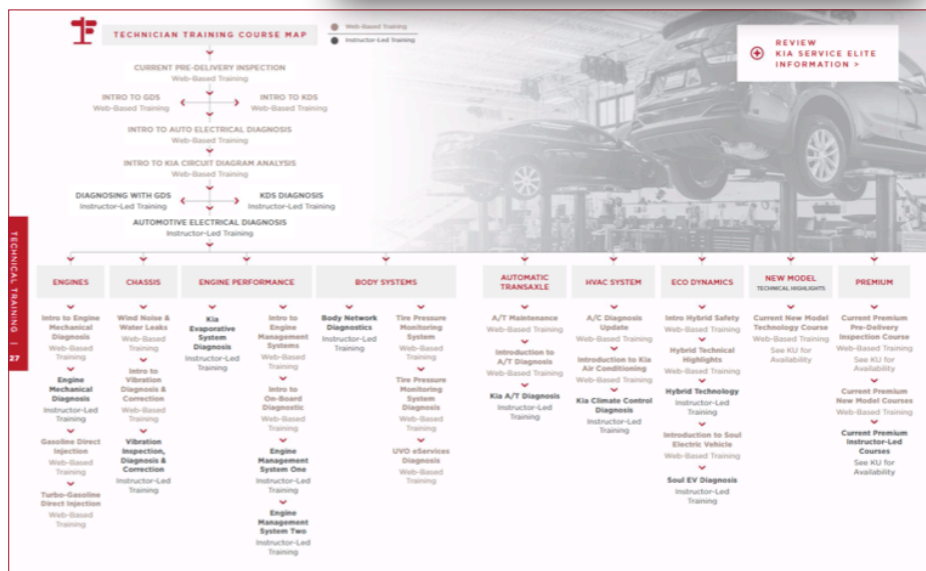 TECHNICIAN TRAINING COURSE MAP
Web-Based Training
Instructor-Led Training
REVIEW
KIA SERVICE ELITE
INFORMATION >
CURRENT PRE-DELIVERY INSPECTION
Web-Based Training
INTRO TO GDS
Web-Based Training
INTRO TO KDS
Web-Based Training
INTRO TO AUTO ELECTRICAL DIAGNOSIS
Web-Based Training
INTRO TO KIA CIRCUIT DIAGRAM ANALYSIS
Web-Based Training
DIAGNOSING WITH GDS
Instructor-Led Training
KDS DIAGNOSIS
Instructor-Led Training
AUTOMOTIVE ELECTRICAL DIAGNOSIS
Instructor-Led Training
TECHNICAL TRAINING | 27
ENGINES
Intro to Engine
Mechanical
Diagnosis
Web-Based
Training
Engine
Mechanical
Diagnosis
Instructor-Led
Training
Gasoline Direct
Injection
Web-Based
Training
Turbo-Gasoline
Direct Injection
Web-Based
Training
CHASSIS
Wind Noise &
Water Leaks
Web-Based
Training
Intro to
Vibration
Diagnosis &
Correction
Web-Based
Training
Vibration
Inspection,
Diagnosis &
Correction
Instructor-Led
Training
ENGINE PERFORMANCE
Kia
Evaporative
System
Diagnosis
Instructor-Led
Training
Intro to
Engine
Management
Systems
Web-Based
Training
Intro to
On-Board
Diagnostic
Web-Based
Training
Engine
Management
System One
Instructor-Led
Training
Engine
Management
System Two
Instructor-Led
Training
BODY SYSTEMS
Body Network
Diagnostics
Instructor-Led
Training
Tire Pressure
Monitoring
System
Web-Based
Training
Tire Pressure
Monitoring
System Diagnosis
Web-Based
Training
UVO eServices
Diagnosis
Web-Based
Training
AUTOMATIC
TRANSAXLE
A/T Maintenance
Web-Based Training
Introduction to
A/T Diagnosis
Web-Based Training
Kia A/T Diagnosis
Instructor-Led
Training
HVAC SYSTEM
A/C Diagnosis
Update
Web-Based Training
Introduction to Kia
Air Conditioning
Web-Based Training
Kia Climate Control
Diagnosis
Instructor-Led
Training
ECO DYNAMICS
Intro Hybrid Safety
Web-Based Training
Hybrid Technical
Highlights
Web-Based Training
Hybrid Technology
Instructor-Led
Training
Introduction to Soul
Electric Vehicle
Web-Based Training
Soul EV Diagnosis
Instructor-Led
Training
NEW MODEL
TECHNICAL HIGHLIGHTS
Current New Model
Technology Course
See KU for
Availability
PREMIUM
Current Premium
Pre-Delivery
Inspection Course
See KU for
Availability
Current Premium
New Model Courses
Web-Based Training
Current Premium
Instructor-Led
Courses
See KU for
Availability